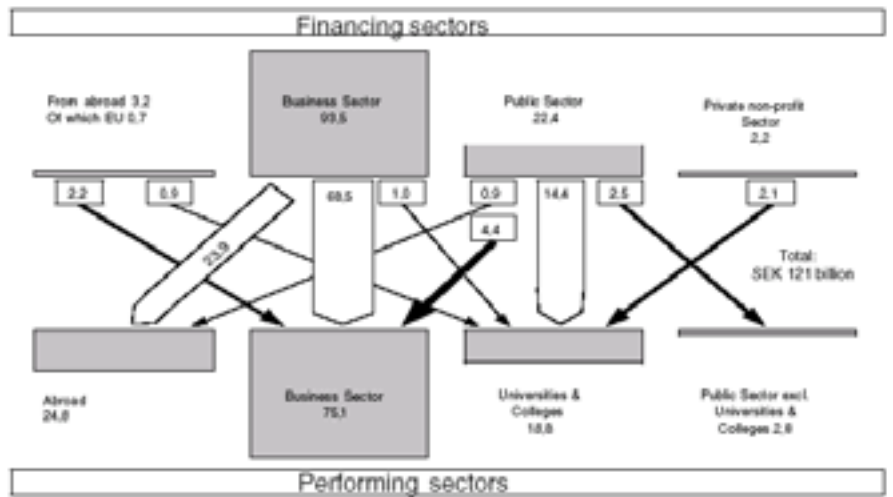 Financing sectors
From abroad 3,2
Of which EU 0,7
Business Sector
93,5
Public Sector
22,4
Private non-profit
Sector
2,2
2,2
0,9
68,5
1,0
0,9
14,4
2,5
2,1
4,4
23,9
Total:
SEK 121 billion
Abroad
24,8
Business Sector
75,1
Universities &
Colleges
18,8
Public Sector excl.
Universities &
Colleges 2,8
Performing sectors